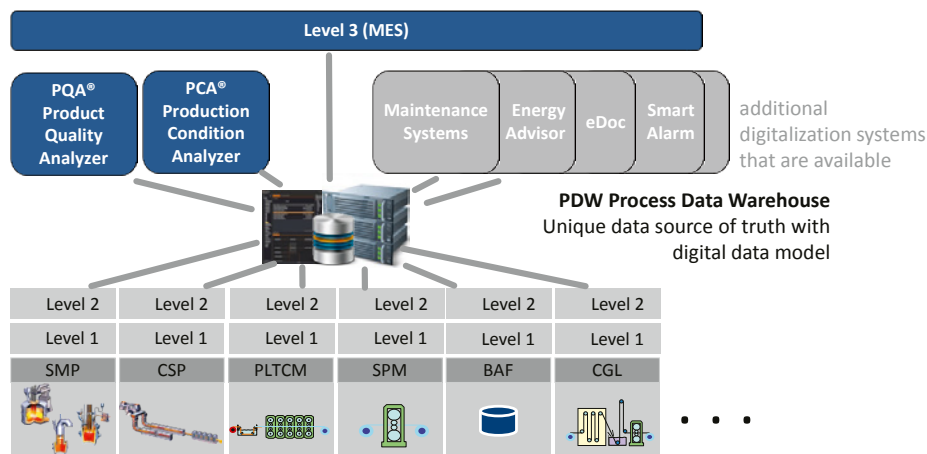 Level 3 (MES)
PQA®
Product
Quality
Analyzer
PCA®
Production
Condition
Analyzer
Maintenance
Systems
Energy
Advisor
eDoc
Smart
Alarm
additional
digitalization systems
that are available
PDW Process Data Warehouse
Unique data source of truth with
digital data model
Level 2 Level 2 Level 2 Level 2 Level 2 Level 2
Level 1 Level 1 Level 1 Level 1 Level 1 Level 1
SMP CSP PLTCM SPM BAF CGL
. . .